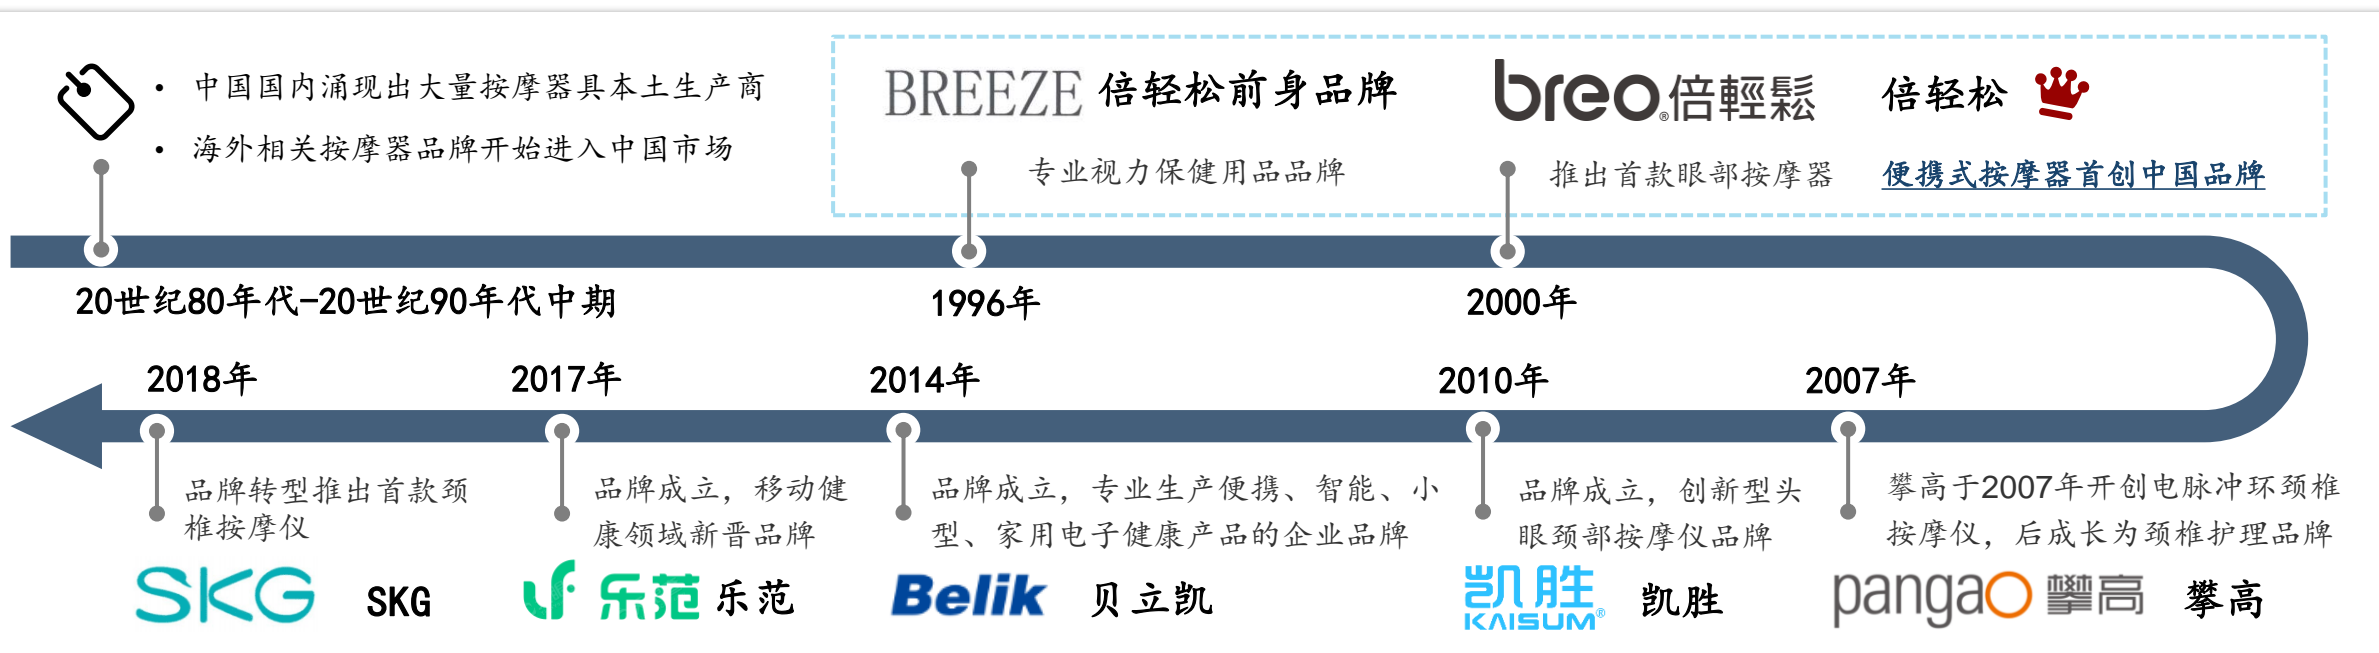 • 中国国内涌现出大量按摩器具本土生产商
• 海外相关按摩器品牌开始进入中国市场
BREEZE 倍轻松前身品牌
专业视力保健用品品牌
breo® 倍輕鬆 倍轻松
推出首款眼部按摩器 便携式按摩器首创中国品牌
20世纪80年代-20世纪90年代中期
1996年
2000年
2018年
2017年
2014年
2010年
2007年
品牌转型推出首款颈
椎按摩仪
SKG SKG
品牌成立，移动健
康领域新晋品牌
乐范 乐范
品牌成立，专业生产便携、智能、小
型、家用电子健康产品的企业品牌
Belik 贝立凯
品牌成立，创新型头
眼颈部按摩仪品牌
凯胜
KAISUM® 凯胜
攀高于2007年开创电脉冲环颈椎
按摩仪，后成长为颈椎护理品牌
pangao 攀高 攀高